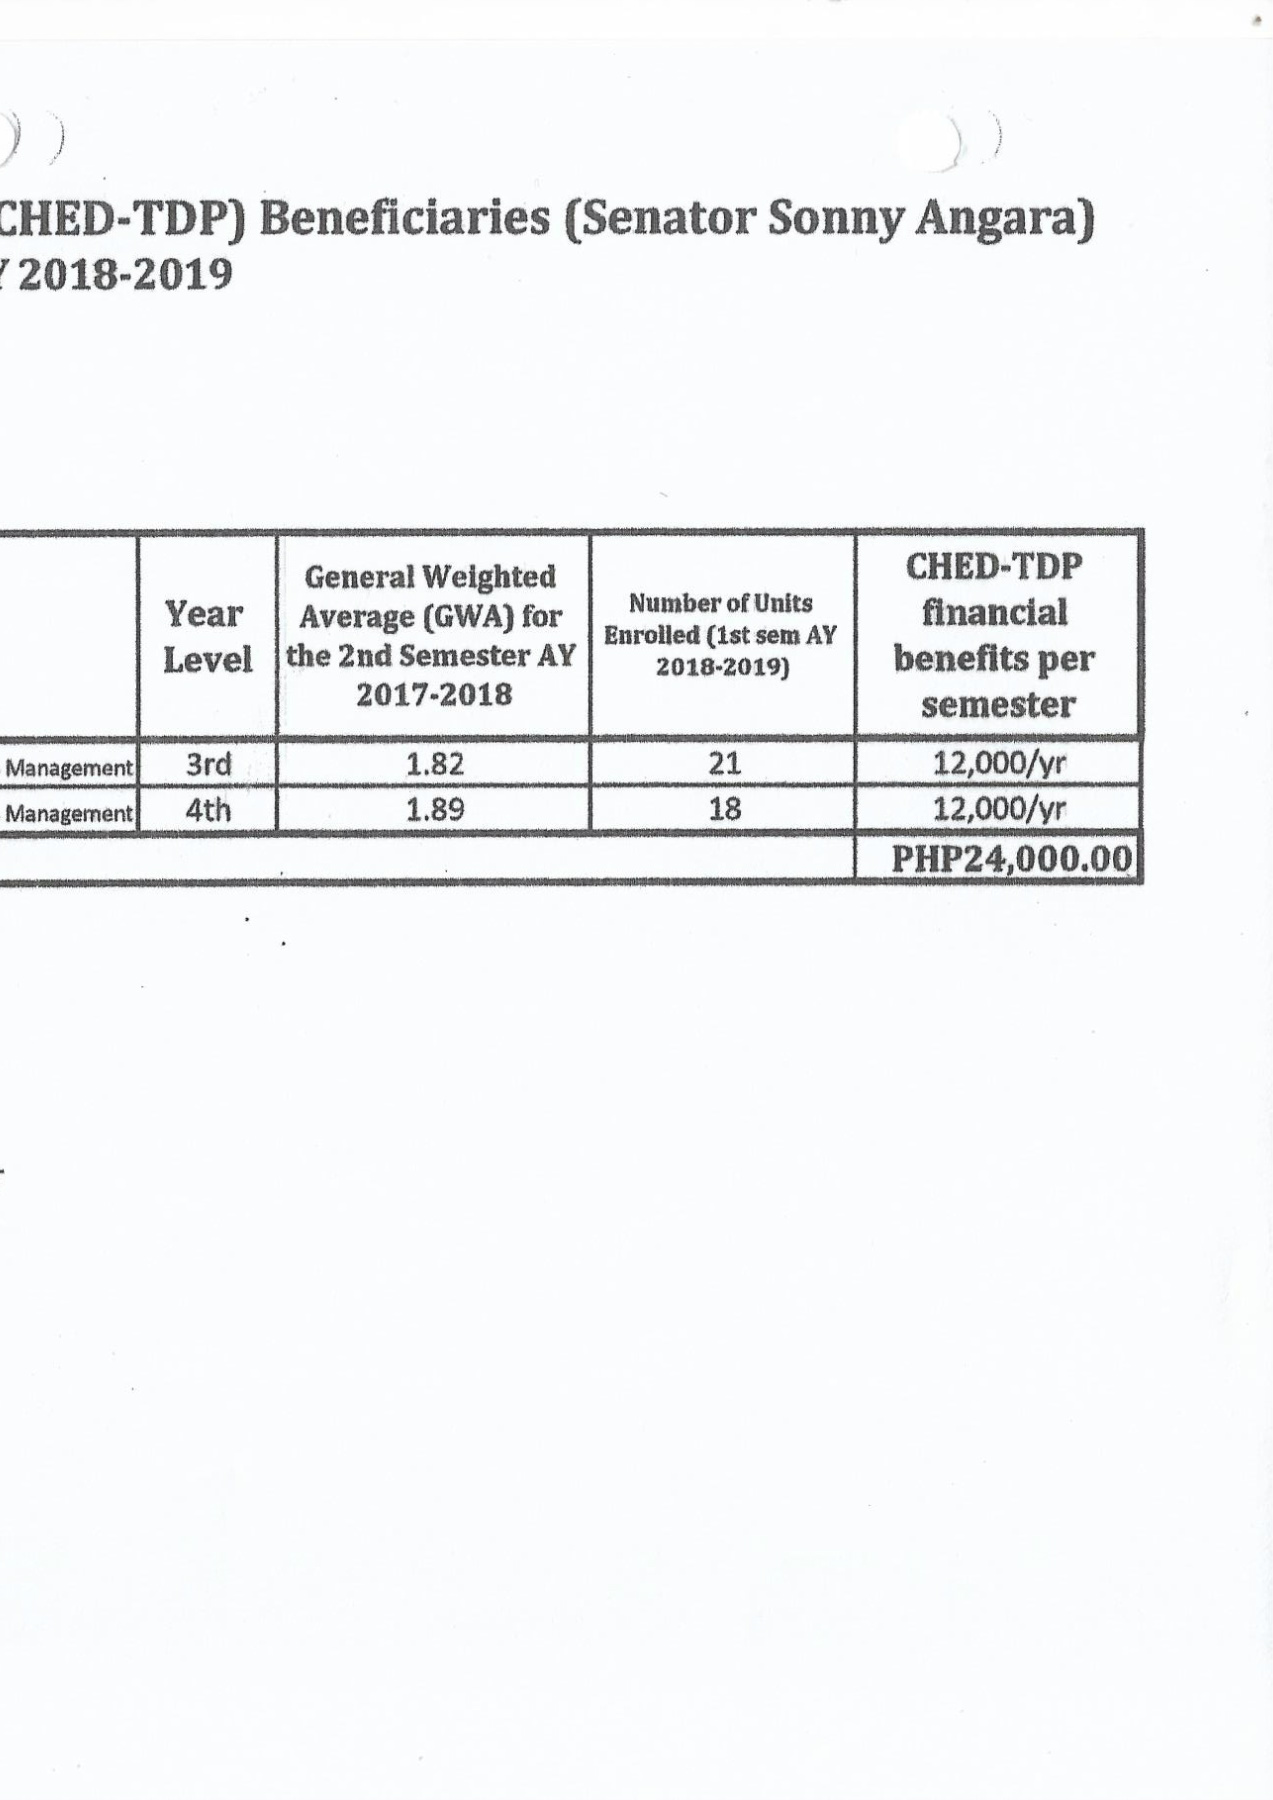 CHED-TDP) Beneficiaries (Senator Sonny Angara)
2018-2019
Year Level
General Weighted Average (GWA) for the 2nd Semester AY 2017-2018
Number of Units Enrolled (1st sem AY 2018-2019)
CHED-TDP financial benefits per semester
Management 3rd 1.82 21 12,000/yr
Management 4th 1.89 18 12,000/yr
PHP24,000.00